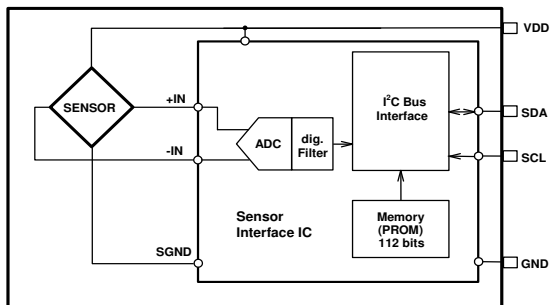 VDD
SENSOR
+IN
-IN
ADC
dig.
Filter
I²C Bus
Interface
SDA
SCL
Sensor
Interface IC
Memory
(PROM)
112 bits
SGND
GND